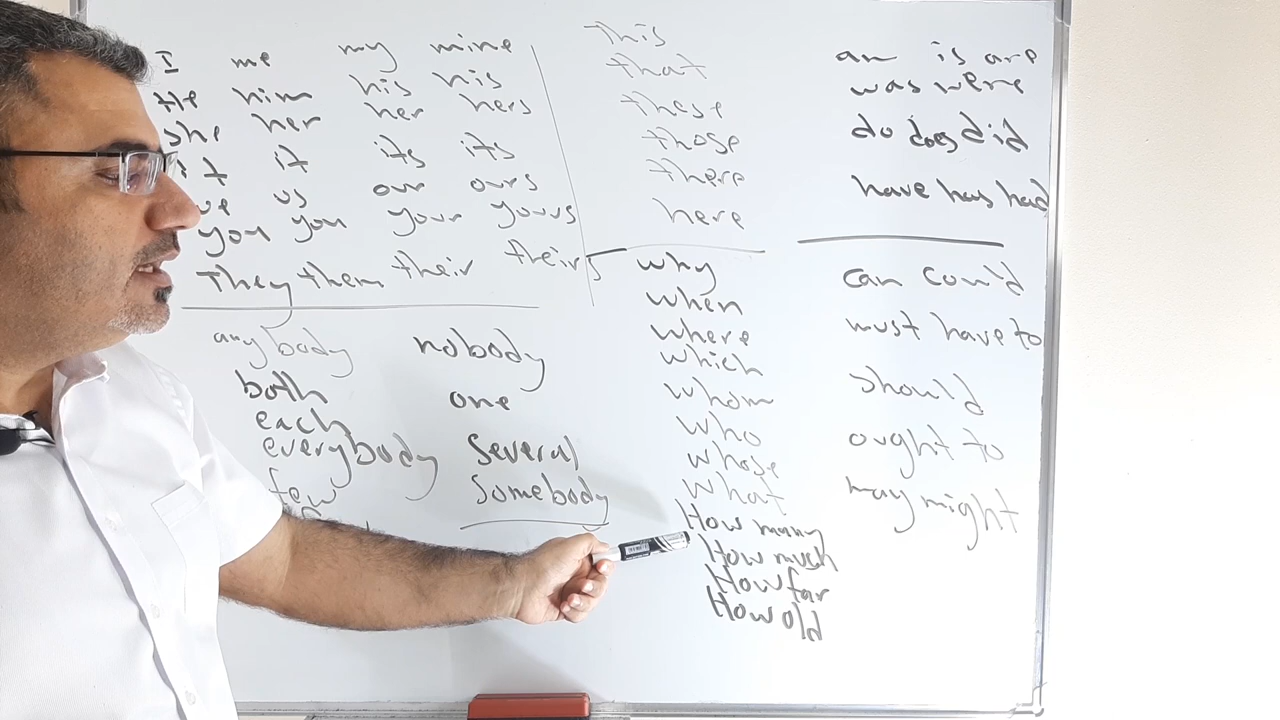 I me my mine
He him his his
she her her hers
it it its its
we us our ours
you you your yours
They them their theirs
anybody nobody
both one
each
everybody several
few Somebody
This
that
these
those
there
here
why
when
where
which
whom
who
whose
what
How many
How much
How far
How old
am is are
was were
do does did
have has had
can could
must have to
should
ought to
may might